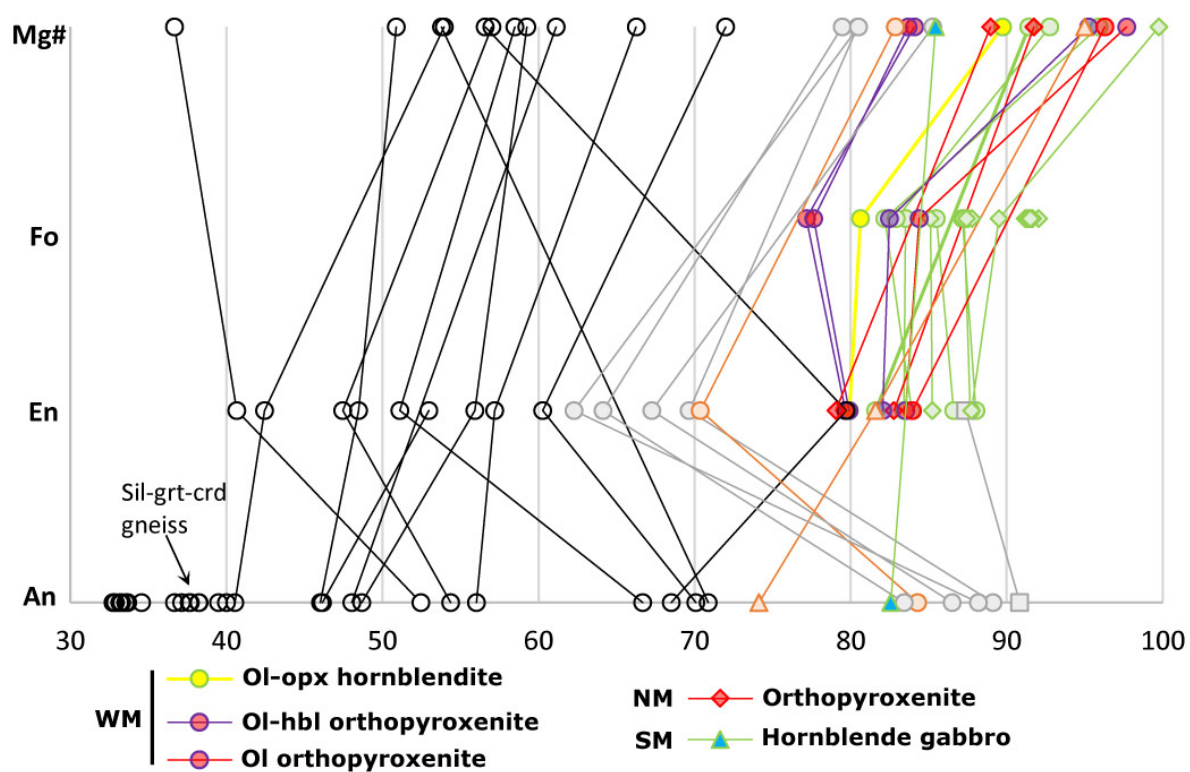 Mg#
Fo
En
Sil-grt-crd
gneiss
An
30 40 50 60 70 80 90 100
WM
Ol-opx hornblendite
Ol-hbl orthopyroxenite
Ol orthopyroxenite
NM Orthopyroxenite
SM Hornblende gabbro